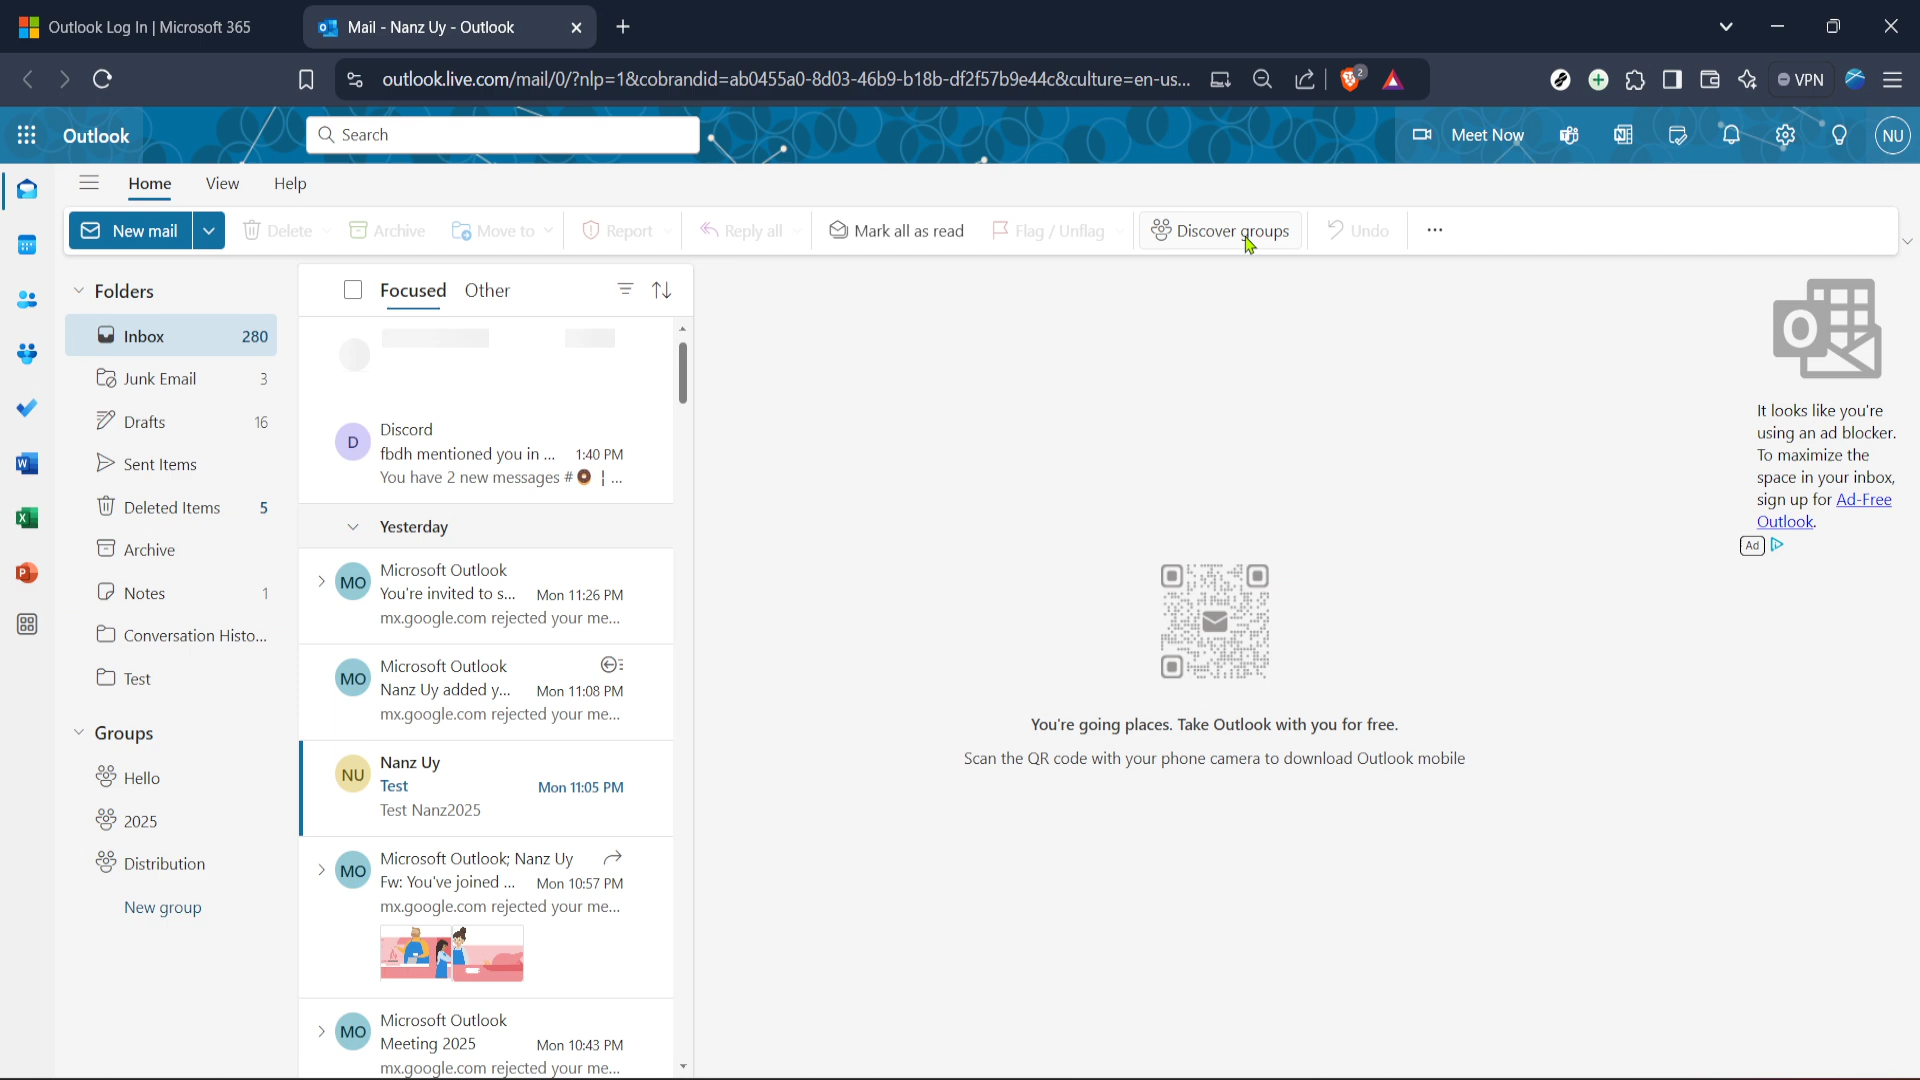 Outlook Log In | Microsoft 365
Mail - Nanz Uy - Outlook
outlook.live.com/mail/0/?nlp=1&cobrandid=ab0455a0-8d03-46b9-b18b-df2f57b9e44c&culture=en-us...
2
VPN
Outlook
Search
Meet Now
NU
Home
View
Help
New mail
Delete
Archive
Move to
Report
Reply all
Mark all as read
Flag / Unflag
Discover groups
Undo
Folders
Inbox 280
Junk Email 3
Drafts 16
Sent Items
Deleted Items 5
Archive
Notes 1
Conversation Histo...
Test
Groups
Hello
2025
Distribution
New group
Focused
Other
D
Discord
fbdh mentioned you in ... 1:40 PM
You have 2 new messages # 🍩 | ...
Yesterday
MO
Microsoft Outlook
You're invited to s... Mon 11:26 PM
mx.google.com rejected your me...
MO
Microsoft Outlook
Nanz Uy added y... Mon 11:08 PM
mx.google.com rejected your me...
NU
Nanz Uy
Test Mon 11:05 PM
Test Nanz2025
MO
Microsoft Outlook; Nanz Uy
Fw: You've joined ... Mon 10:57 PM
mx.google.com rejected your me...
MO
Microsoft Outlook
Meeting 2025 Mon 10:43 PM
mx.google.com rejected your me...
You're going places. Take Outlook with you for free.
Scan the QR code with your phone camera to download Outlook mobile
It looks like you're
using an ad blocker.
To maximize the
space in your inbox,
sign up for Ad-Free
Outlook.
Ad